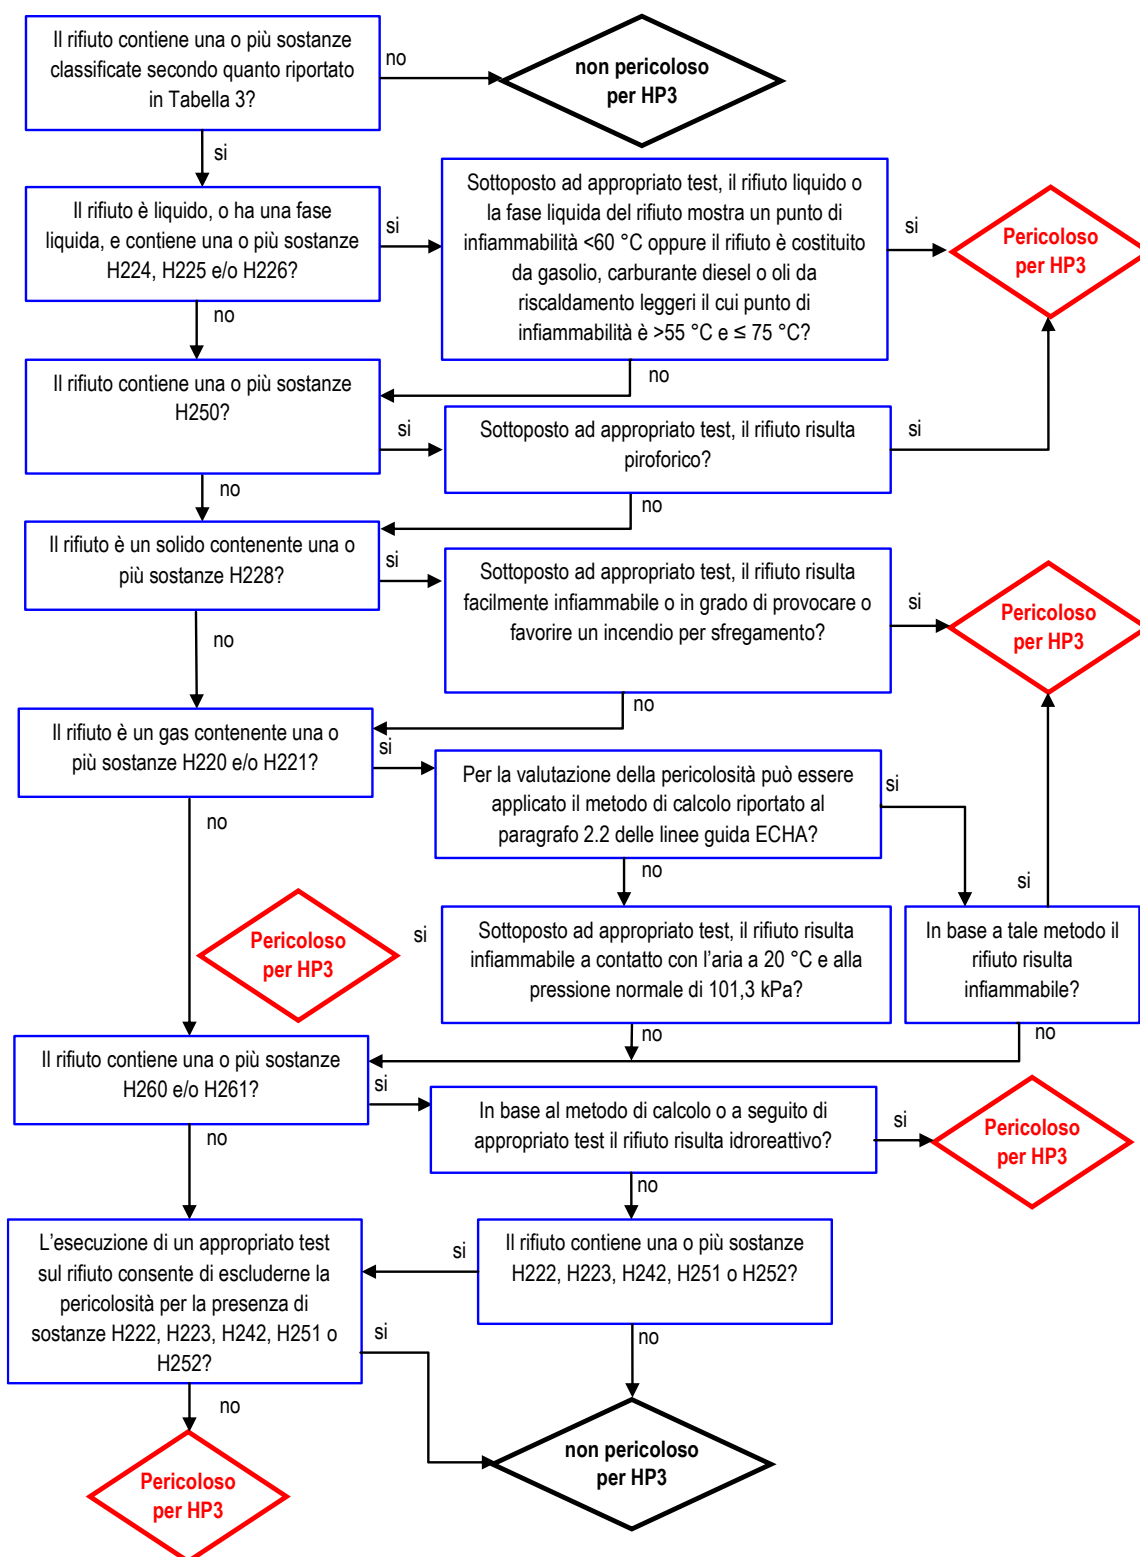 Il rifiuto contiene una o più sostanze
classificate secondo quanto riportato
in Tabella 3?
no
non pericoloso
per HP3
si
Il rifiuto è liquido, o ha una fase
liquida, e contiene una o più sostanze
H224, H225 e/o H226?
si
Sottoposto ad appropriato test, il rifiuto liquido o
la fase liquida del rifiuto mostra un punto di
infiammabilità <60 °C oppure il rifiuto è costituito
da gasolio, carburante diesel o oli da
riscaldamento leggeri il cui punto di
infiammabilità è >55 °C e ≤ 75 °C?
si
Pericoloso
per HP3
no
no
Il rifiuto contiene una o più sostanze
H250?
si
Sottoposto ad appropriato test, il rifiuto risulta
piroforico?
si
no
no
Il rifiuto è un solido contenente una o
più sostanze H228?
si
Sottoposto ad appropriato test, il rifiuto risulta
facilmente infiammabile o in grado di provocare o
favorire un incendio per sfregamento?
si
Pericoloso
per HP3
no
no
Il rifiuto è un gas contenente una o
più sostanze H220 e/o H221?
si
Per la valutazione della pericolosità può essere
applicato il metodo di calcolo riportato al
paragrafo 2.2 delle linee guida ECHA?
si
no
no
si
Pericoloso
per HP3
si
Sottoposto ad appropriato test, il rifiuto risulta
infiammabile a contatto con l'aria a 20 °C e alla
pressione normale di 101,3 kPa?
In base a tale metodo il
rifiuto risulta
infiammabile?
no
no
Il rifiuto contiene una o più sostanze
H260 e/o H261?
si
In base al metodo di calcolo o a seguito di
appropriato test il rifiuto risulta idroreattivo?
si
Pericoloso
per HP3
no
no
L'esecuzione di un appropriato test
sul rifiuto consente di escluderne la
pericolosità per la presenza di
sostanze H222, H223, H242, H251 o
H252?
si
Il rifiuto contiene una o più sostanze
H222, H223, H242, H251 o H252?
si
no
no
Pericoloso
per HP3
non pericoloso
per HP3